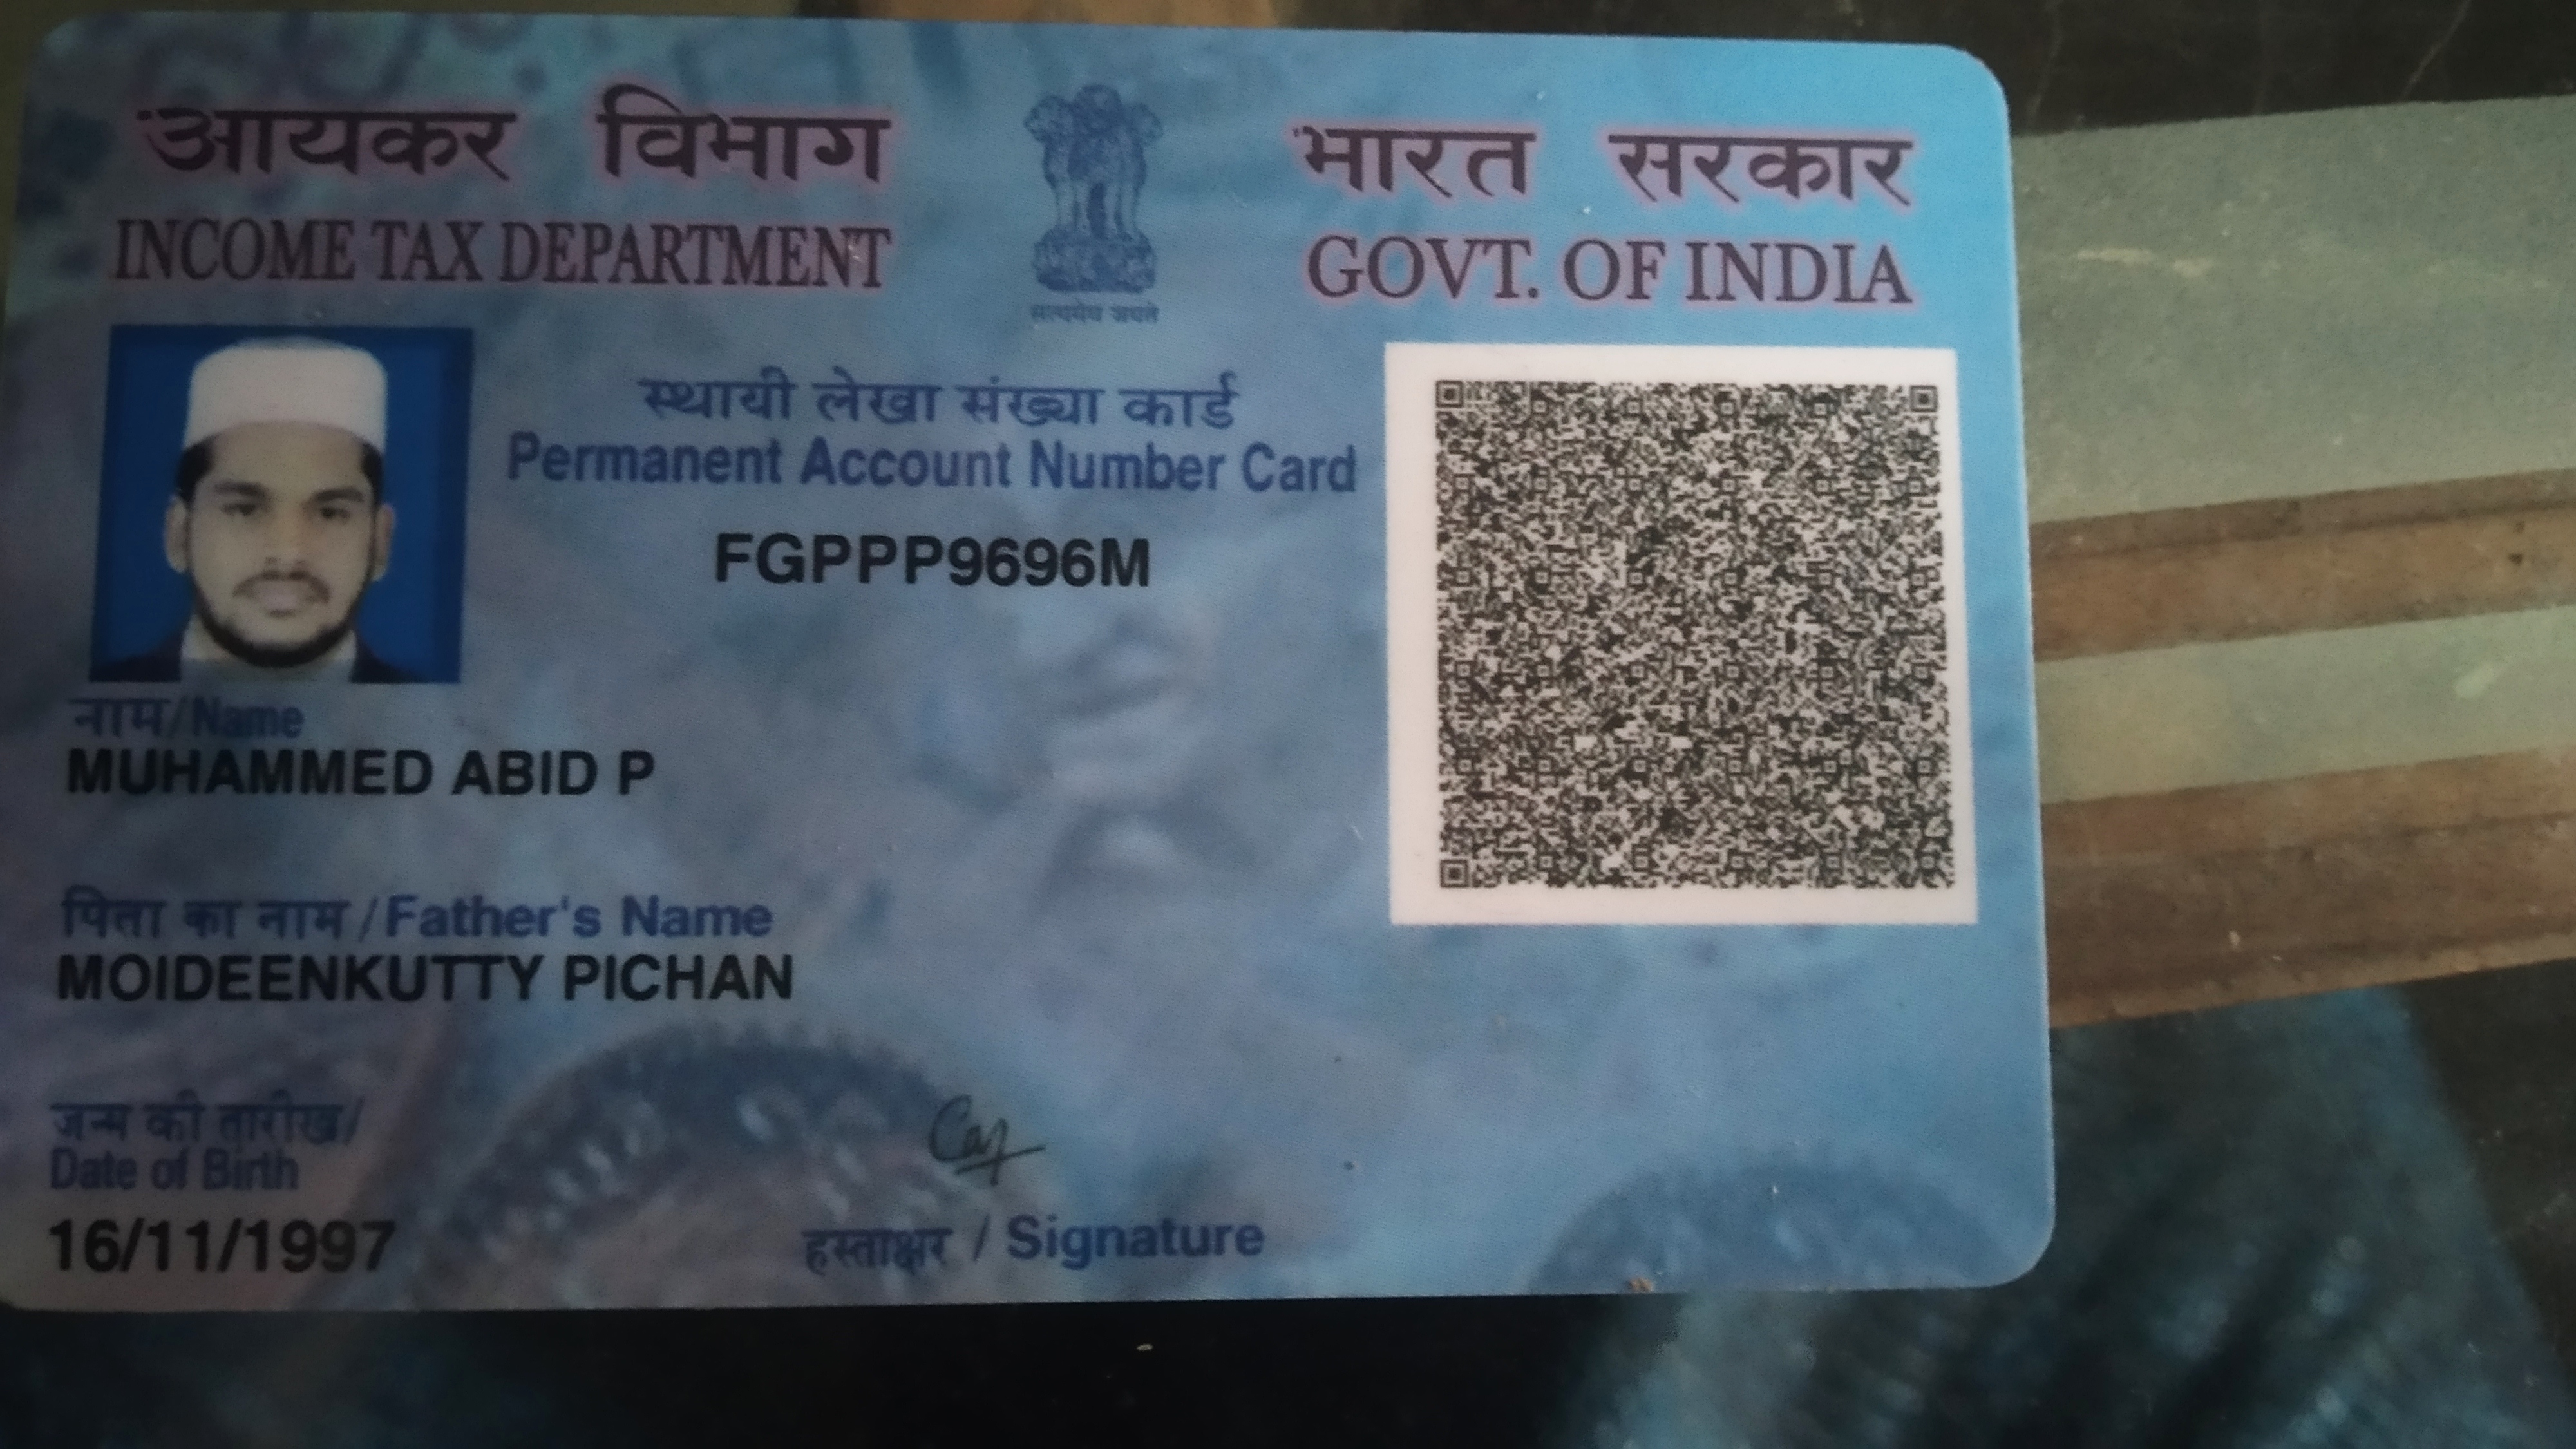 आयकर विभाग
INCOME TAX DEPARTMENT
सत्यमेव जयते
भारत सरकार
GOVT. OF INDIA
स्थायी लेखा संख्या कार्ड
Permanent Account Number Card
FGPPP9696M
नाम/Name
MUHAMMED ABID P
पिता का नाम/Father's Name
MOIDEENKUTTY PICHAN
जन्म की तारीख/
Date of Birth
16/11/1997
हस्ताक्षर / Signature